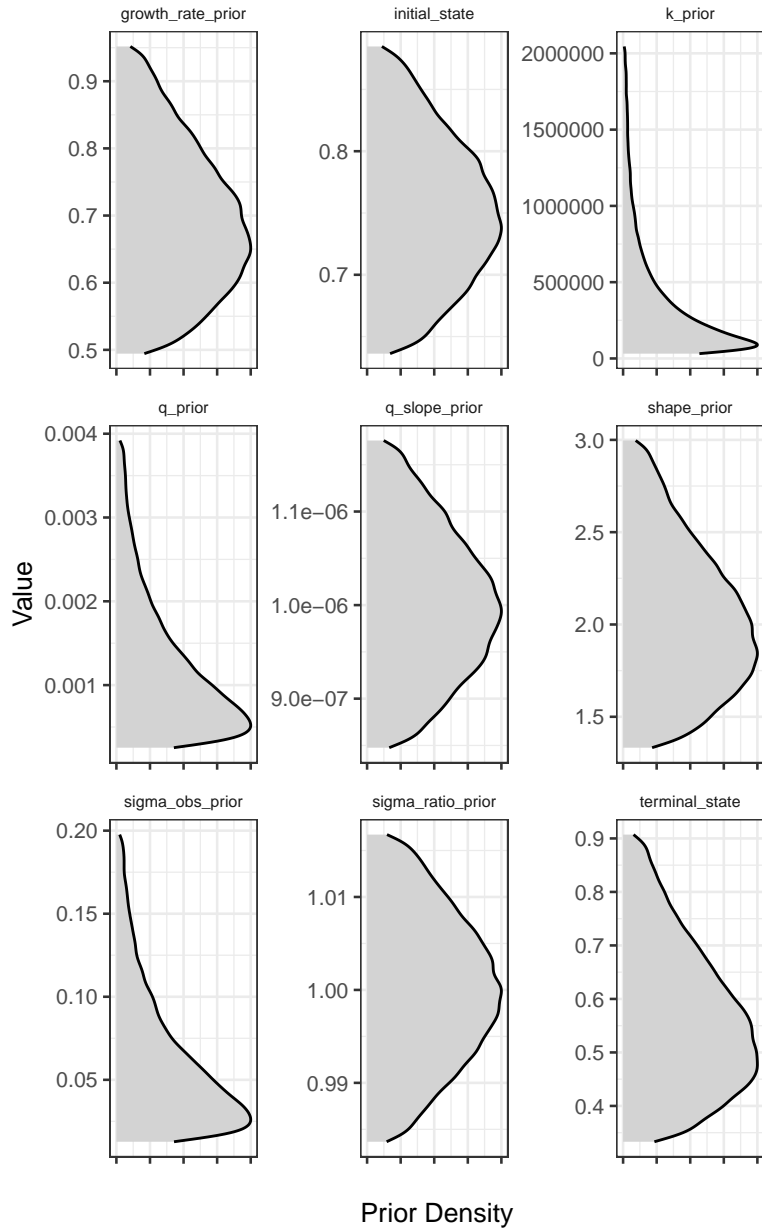 growth_rate_prior
0.9
0.8
0.7
0.6
0.5
initial_state
0.8
0.7
k_prior
2000000
1500000
1000000
500000
0
q_prior
0.004
0.003
0.002
0.001
q_slope_prior
1.1e−06
1.0e−06
9.0e−07
shape_prior
3.0
2.5
2.0
1.5
sigma_obs_prior
0.20
0.15
0.10
0.05
sigma_ratio_prior
1.01
1.00
0.99
terminal_state
0.9
0.8
0.7
0.6
0.5
0.4
Value
Prior Density